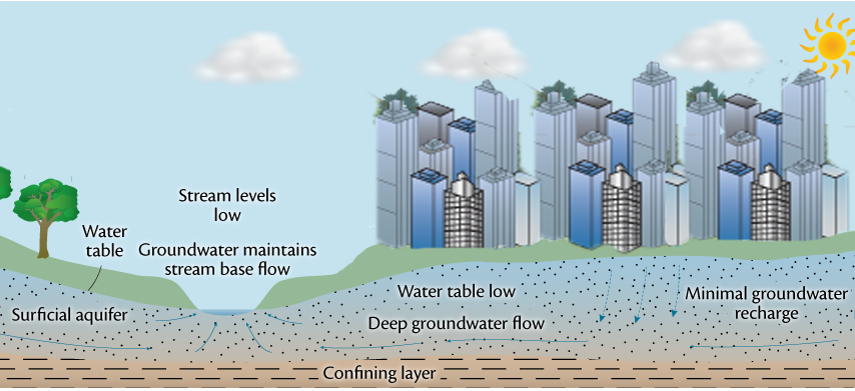 Stream levels
low
Water
table
Groundwater maintains
stream base flow
Surficial aquifer
Water table low
Deep groundwater flow
Minimal groundwater
recharge
Confining layer